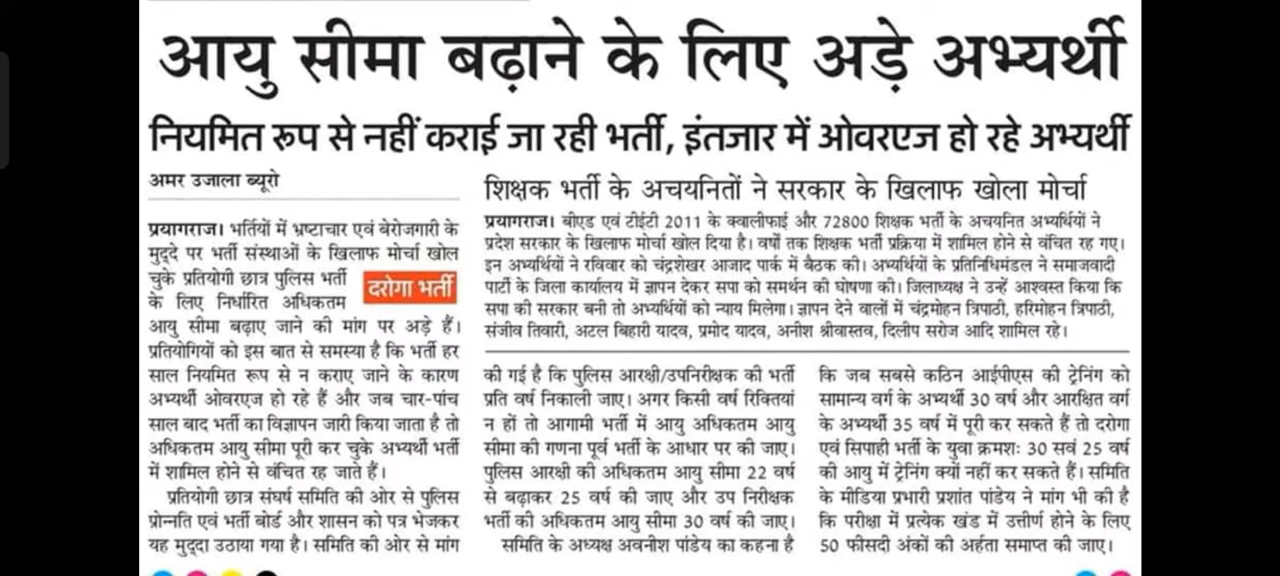 आयु सीमा बढ़ाने के लिए अड़े अभ्यर्थी
नियमित रूप से नहीं कराई जा रही भर्ती, इंतजार में ओवरएज हो रहे अभ्यर्थी
अमर उजाला ब्यूरो
प्रयागराज। भर्तियों में भ्रष्टाचार एवं बेरोजगारी के
मुद्दे पर भर्ती संस्थाओं के खिलाफ मोर्चा खोल
चुके प्रतियोगी छात्र पुलिस भर्ती
के लिए निर्धारित अधिकतम
दरोगा भर्ती
आयु सीमा बढ़ाए जाने की मांग पर अड़े हैं।
प्रतियोगियों को इस बात से समस्या है कि भर्ती हर
साल नियमित रूप से न कराए जाने के कारण
अभ्यर्थी ओवरएज हो रहे हैं और जब चार-पांच
साल बाद भर्ती का विज्ञापन जारी किया जाता है तो
अधिकतम आयु सीमा पूरी कर चुके अभ्यर्थी भर्ती
में शामिल होने से वंचित रह जाते हैं।
प्रतियोगी छात्र संघर्ष समिति की ओर से पुलिस
प्रोन्नति एवं भर्ती बोर्ड और शासन को पत्र भेजकर
यह मुद्दा उठाया गया है। समिति की ओर से मांग
शिक्षक भर्ती के अचयनितों ने सरकार के खिलाफ खोला मोर्चा
प्रयागराज। बीएड एवं टीईटी 2011 के क्वालीफाई और 72800 शिक्षक भर्ती के अचयनित अभ्यर्थियों ने
प्रदेश सरकार के खिलाफ मोर्चा खोल दिया है। वर्षों तक शिक्षक भर्ती प्रक्रिया में शामिल होने से वंचित रह गए।
इन अभ्यर्थियों ने रविवार को चंद्रशेखर आजाद पार्क में बैठक की। अभ्यर्थियों के प्रतिनिधिमंडल ने समाजवादी
पार्टी के जिला कार्यालय में ज्ञापन देकर सपा को समर्थन की घोषणा की। जिलाध्यक्ष ने उन्हें आश्वस्त किया कि
सपा की सरकार बनी तो अभ्यर्थियों को न्याय मिलेगा। ज्ञापन देने वालों में चंद्रमोहन त्रिपाठी, हरिमोहन त्रिपाठी,
संजीव तिवारी, अटल बिहारी यादव, प्रमोद यादव, अनीश श्रीवास्तव, दिलीप सरोज आदि शामिल रहे।
की गई है कि पुलिस आरक्षी/उपनिरीक्षक की भर्ती
प्रति वर्ष निकाली जाए। अगर किसी वर्ष रिक्तियां
न हों तो आगामी भर्ती में आयु अधिकतम आयु
सीमा की गणना पूर्व भर्ती के आधार पर की जाए।
पुलिस आरक्षी की अधिकतम आयु सीमा 22 वर्ष
से बढ़ाकर 25 वर्ष की जाए और उप निरीक्षक
भर्ती की अधिकतम आयु सीमा 30 वर्ष की जाए।
समिति के अध्यक्ष अवनीश पांडेय का कहना है
कि जब सबसे कठिन आईपीएस की ट्रेनिंग को
सामान्य वर्ग के अभ्यर्थी 30 वर्ष और आरक्षित वर्ग
के अभ्यर्थी 35 वर्ष में पूरी कर सकते हैं तो दरोगा
एवं सिपाही भर्ती के युवा क्रमशः 30 सवं 25 वर्ष
की आयु में ट्रेनिंग क्यों नहीं कर सकते हैं। समिति
के मीडिया प्रभारी प्रशांत पांडेय ने मांग भी की है
कि परीक्षा में प्रत्येक खंड में उत्तीर्ण होने के लिए
50 फीसदी अंकों की अर्हता समाप्त की जाए।